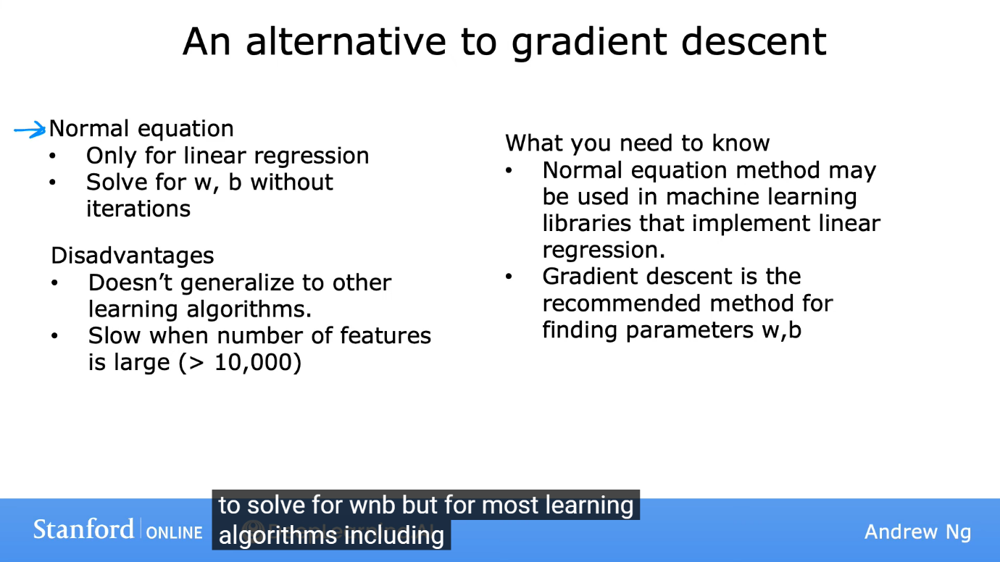 An alternative to gradient descent
Normal equation
• Only for linear regression
• Solve for w, b without
iterations
Disadvantages
• Doesn’t generalize to other
learning algorithms.
• Slow when number of features
is large (> 10,000)
What you need to know
• Normal equation method may
be used in machine learning
libraries that implement linear
regression.
• Gradient descent is the
recommended method for
finding parameters w,b
to solve for wnb but for most learning
algorithms including
Stanford ONLINE
Andrew Ng